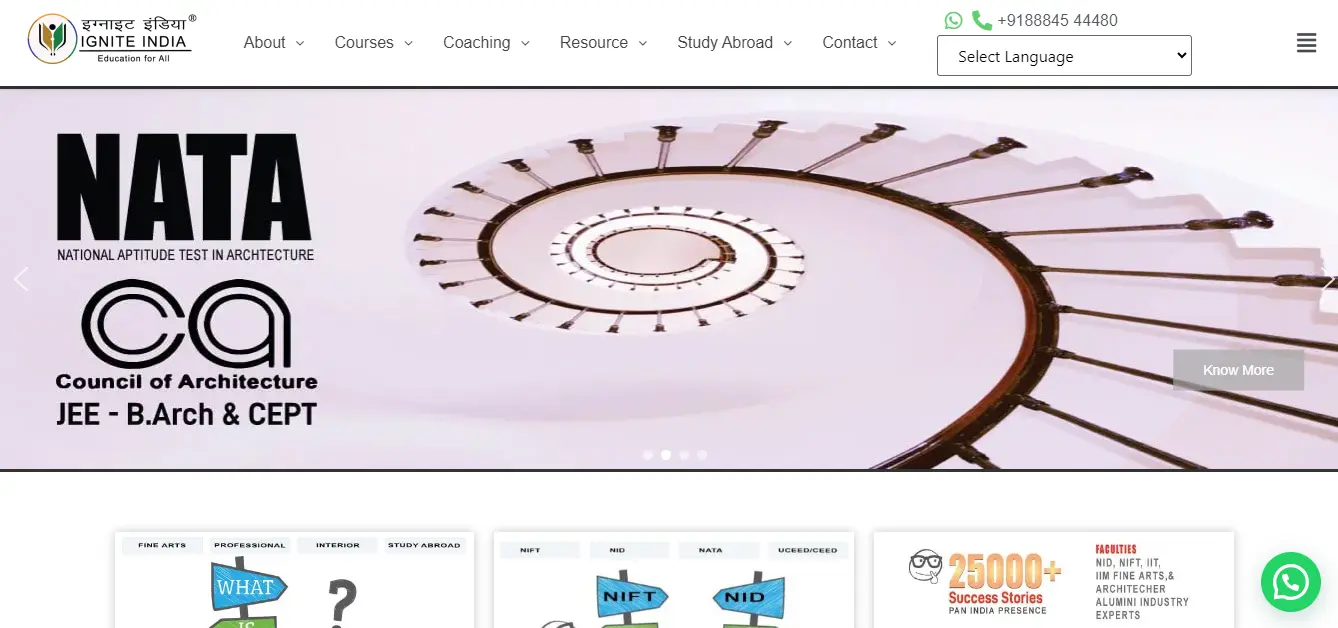 इग्नाइट इंडिया®
IGNITE INDIA
Education for All
About
Courses
Coaching
Resource
Study Abroad
Contact
+9188845 44480
Select Language
NATA
NATIONAL APTITUDE TEST IN ARCHTECTURE
ca
Council of Architecture
JEE - B.Arch & CEPT
Know More
FINE ARTS
PROFESSIONAL
INTERIOR
STUDY ABROAD
WHAT
IS
?
NIFT
NID
NATA
UCEED/CEED
NIFT
NID
25000+
Success Stories
PAN INDIA PRESENCE
FACULTIES
NID, NIFT, IIT,
IIM FINE ARTS,&
ARCHITECHER
ALUMINI INDUSTRY
EXPERTS